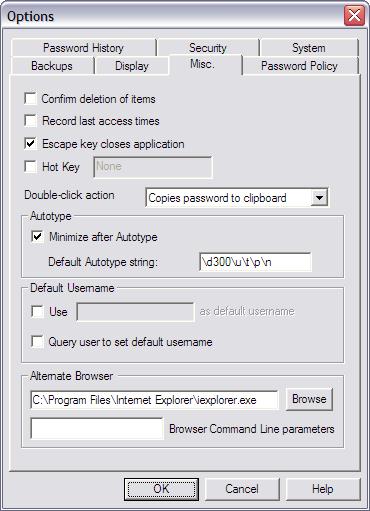 Options
Password History Security System
Backups Display Misc. Password Policy
Confirm deletion of items
Record last access times
Escape key closes application
Hot Key None
Double-click action Copies password to clipboard
Autotype
Minimize after Autotype
Default Autotype string: \d300\u\t\p\n
Default Username
Use as default username
Query user to set default username
Alternate Browser
C:\Program Files\Internet Explorer\iexplorer.exe Browse
Browser Command Line parameters
OK Cancel Help